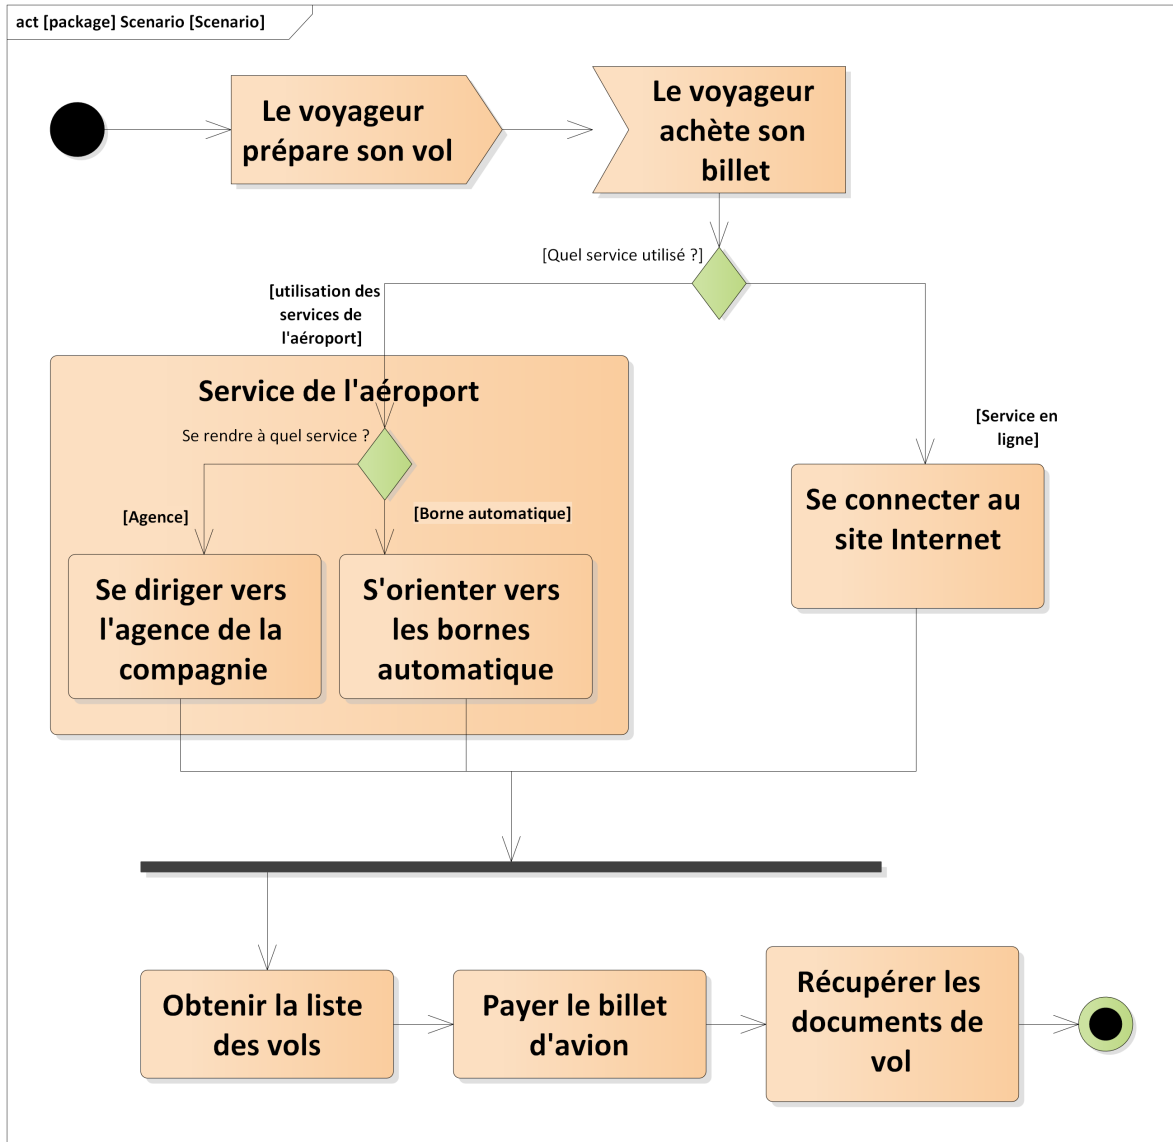 act [package] Scenario [Scenario]
Le voyageur
prépare son vol
Le voyageur
achète son
billet
[Quel service utilisé ?]
[utilisation des
services de
l'aéroport]
Service de l'aéroport
Se rendre à quel service ?
[Agence]
[Borne automatique]
[Service en
ligne]
Se connecter au
site Internet
Se diriger vers
l'agence de la
compagnie
S'orienter vers
les bornes
automatique
Obtenir la liste
des vols
Payer le billet
d'avion
Récupérer les
documents de
vol